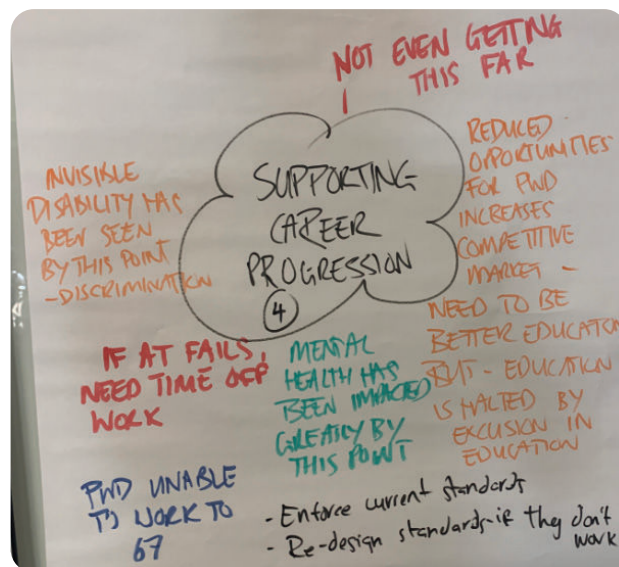 NOT EVEN GETTING
THIS FAR
SUPPORTING
CAREER
PROGRESSION
4
INVISIBLE
DISABILITY HAS
BEEN SEEN
BY THIS POINT
- DISCRIMINATION
REDUCED
OPPORTUNITIES
FOR PWD
INCREASES
COMPETITIVE
MARKET -
NEED TO BE
BETTER EDUCATION
BUT - EDUCATION
IS HALTED BY
EXCUSION IN
EDUCATION
IF AT FAILS,
NEED TIME OFF
WORK
MENTAL
HEALTH HAS
BEEN IMPACTED
GREATLY BY
THIS POINT
PWD UNABLE
TO WORK TO
67
- Enforce current standards
- Re-design standards-if they don't
work